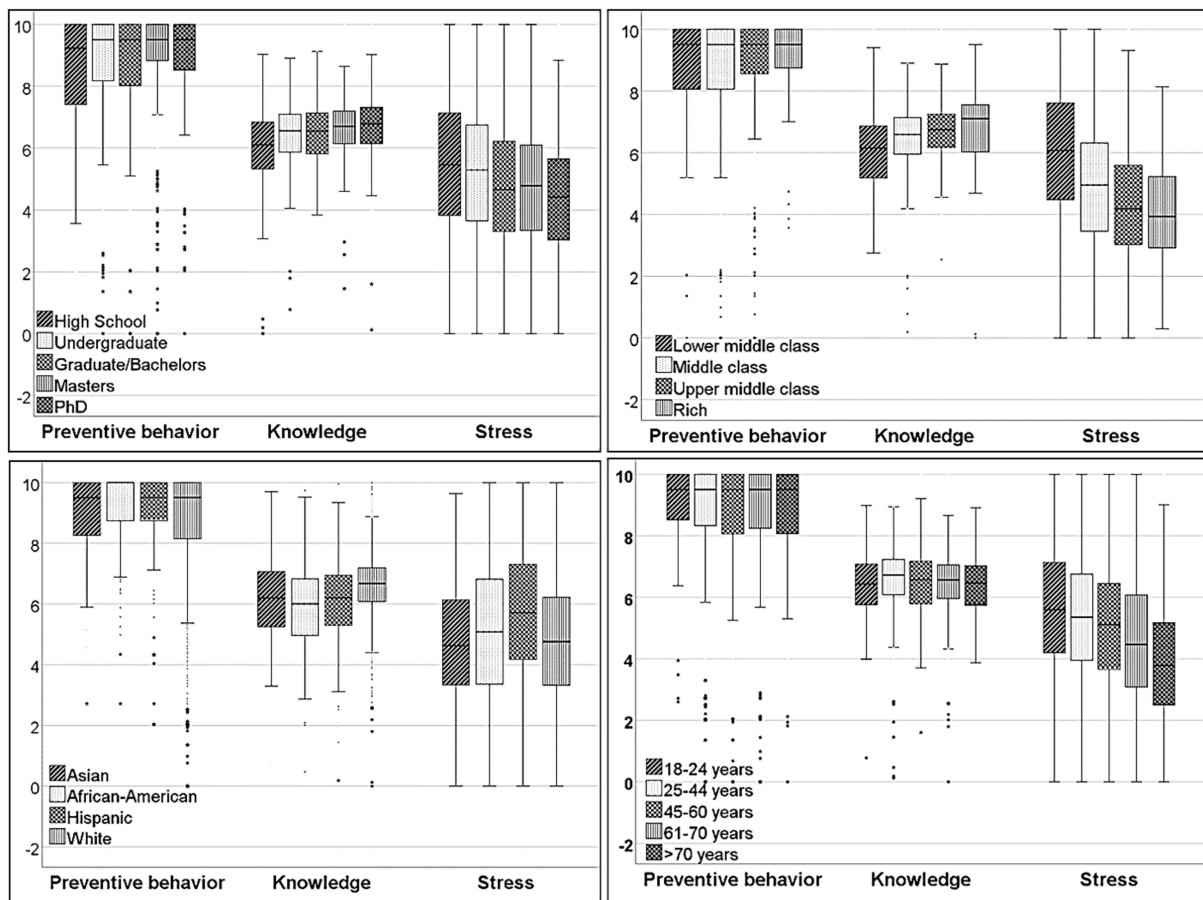 10
8
6
4
2
0
-2
High School
Undergraduate
Graduate/Bachelors
Masters
PhD
Preventive behavior Knowledge Stress
10
8
6
4
2
0
-2
Lower middle class
Middle class
Upper middle class
Rich
Preventive behavior Knowledge Stress
10
8
6
4
2
0
-2
Asian
African-American
Hispanic
White
Preventive behavior Knowledge Stress
10
8
6
4
2
0
-2
18-24 years
25-44 years
45-60 years
61-70 years
>70 years
Preventive behavior Knowledge Stress